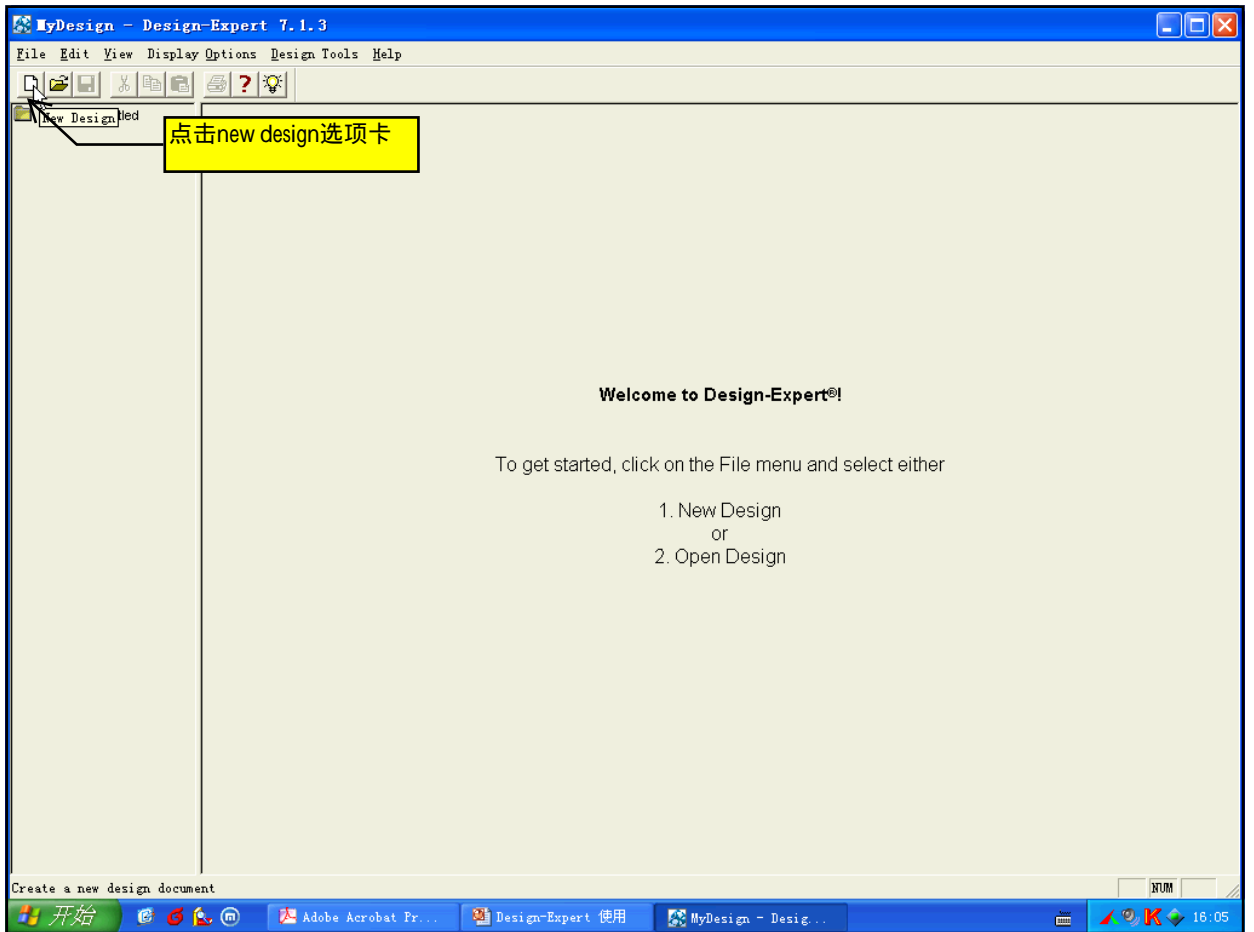 MyDesign - Design-Expert 7.1.3
File Edit View Display Options Design Tools Help
New Design
tled
点击new design选项卡
Welcome to Design-Expert®!
To get started, click on the File menu and select either
1. New Design
or
2. Open Design
Create a new design document
NUM
开始
Adobe Acrobat Pr...
Design-Expert 使用
MyDesign - Desig...
16:05